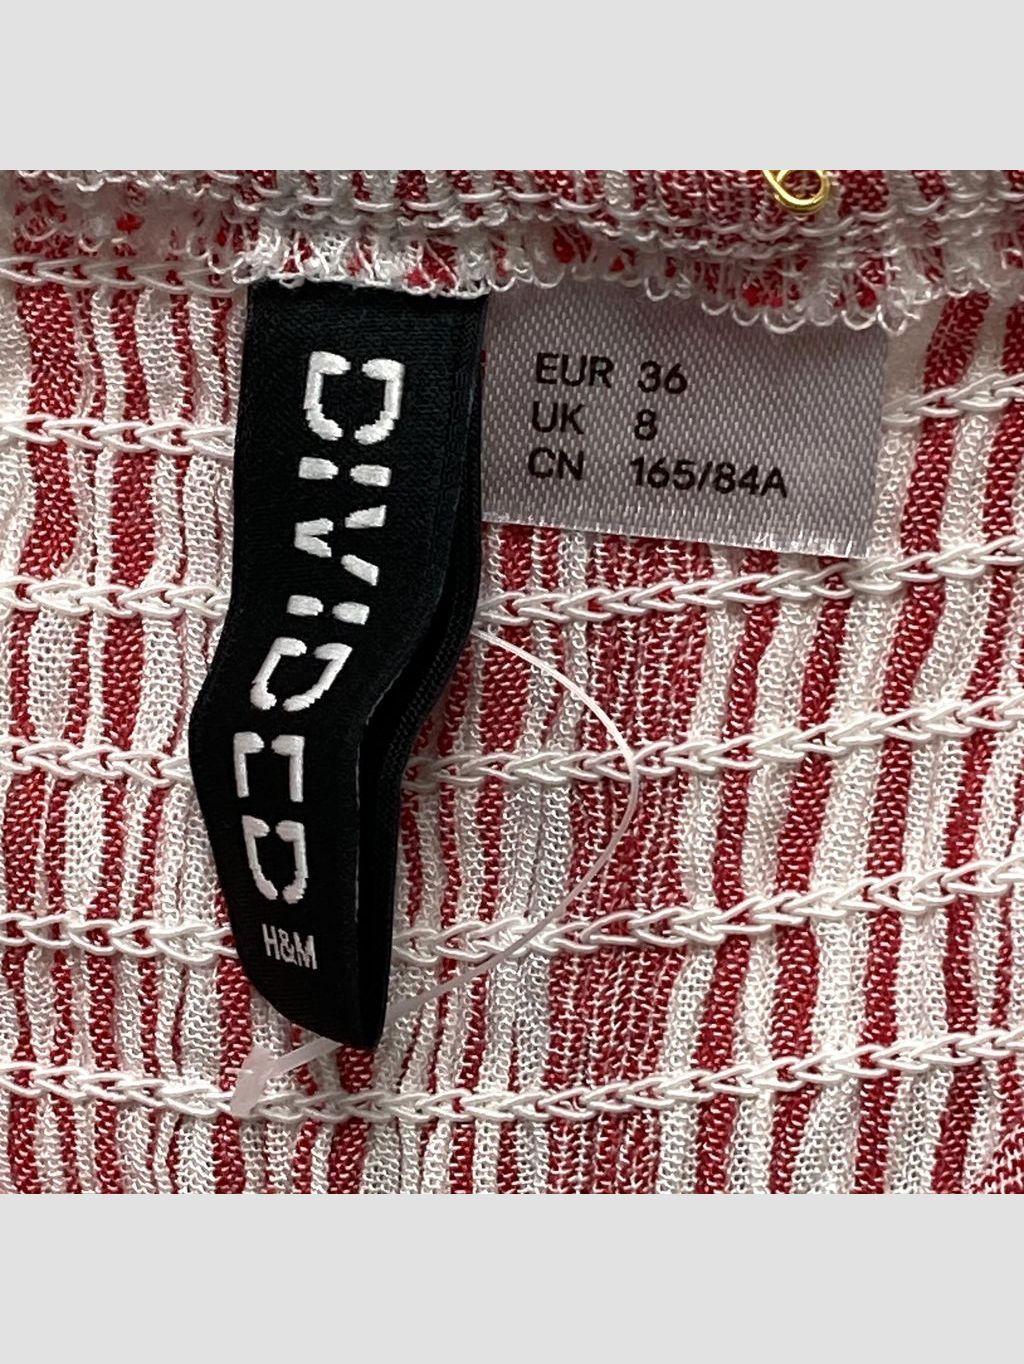 DIVIDED
H&M
EUR 36
UK 8
CN 165/84A